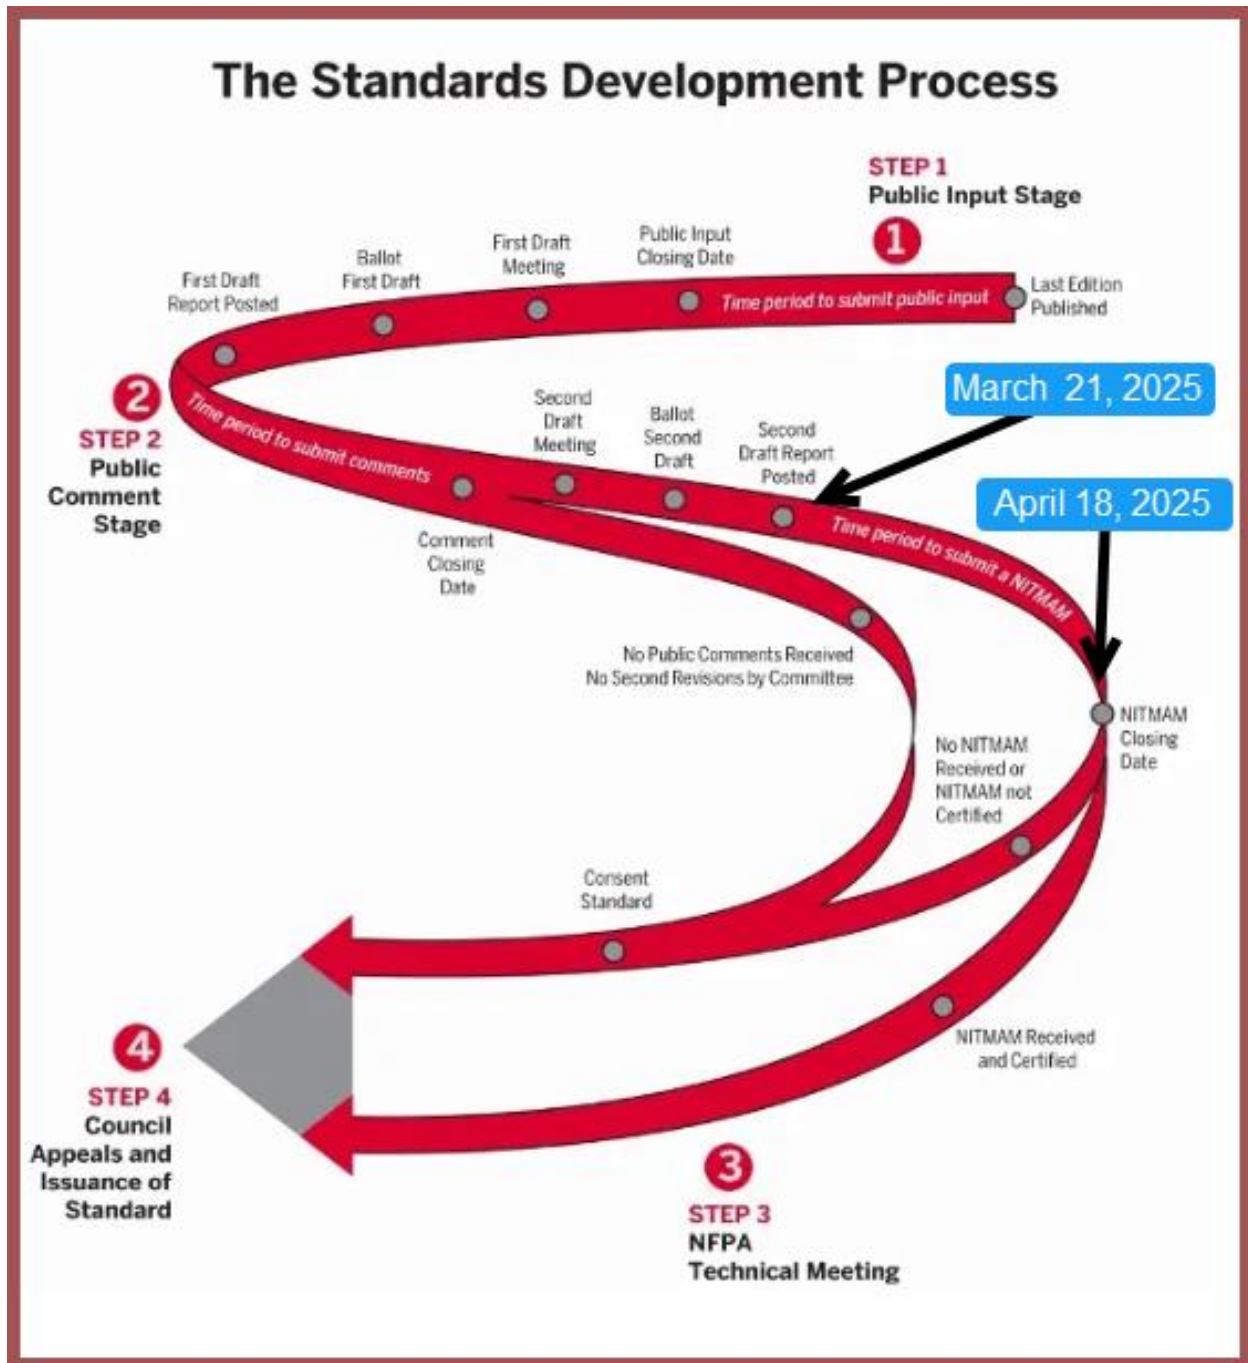 The Standards Development Process
STEP 1
Public Input Stage
1
Public Input
Closing Date
First Draft
Meeting
Ballot
First Draft
First Draft
Report Posted
Time period to submit public input
Last Edition
Published
March 21, 2025
2
STEP 2
Public
Comment
Stage
Time period to submit comments
Second
Draft
Meeting
Ballot
Second
Draft
Second
Draft Report
Posted
April 18, 2025
Time period to submit a NITMAM
Comment
Closing
Date
No Public Comments Received
No Second Revisions by Committee
NITMAM
Closing
Date
No NITMAM
Received or
NITMAM not
Certified
Consent
Standard
NITMAM Received
and Certified
4
STEP 4
Council
Appeals and
Issuance of
Standard
3
STEP 3
NFPA
Technical Meeting